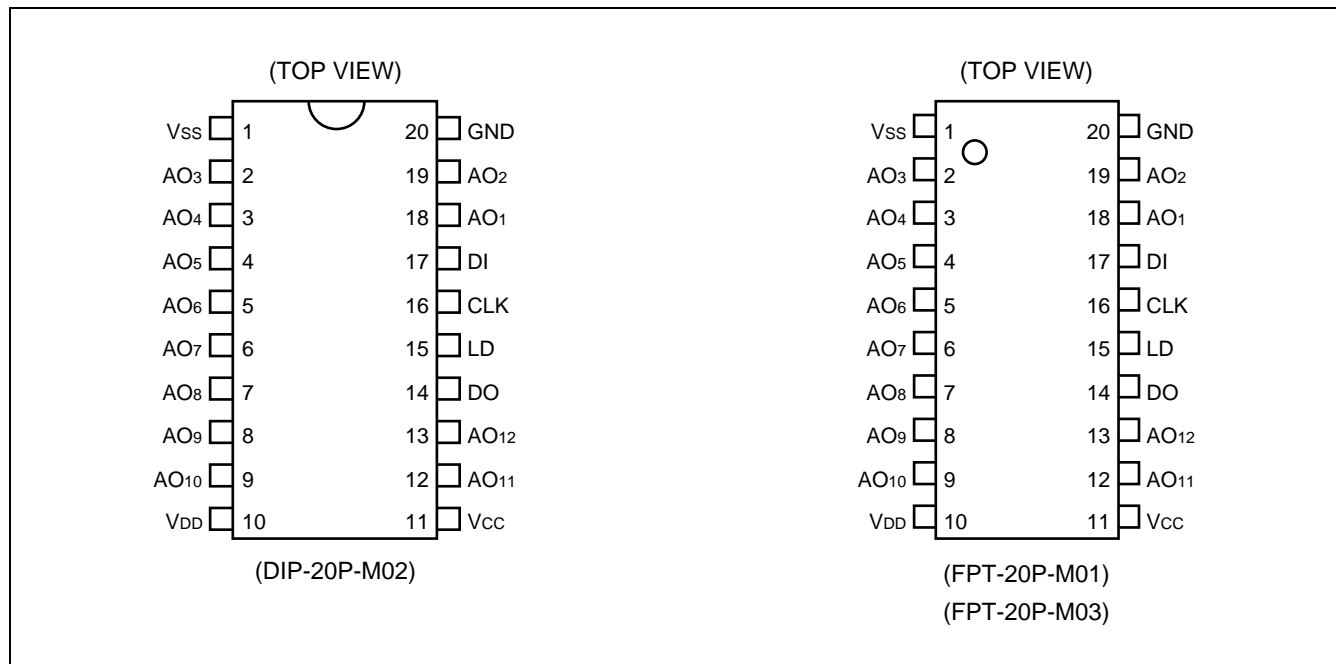 (TOP VIEW)
VSS 1 20 GND
AO3 2 19 AO2
AO4 3 18 AO1
AO5 4 17 DI
AO6 5 16 CLK
AO7 6 15 LD
AO8 7 14 DO
AO9 8 13 AO12
AO10 9 12 AO11
VDD 10 11 VCC
(DIP-20P-M02)
(TOP VIEW)
VSS 1 20 GND
AO3 2 19 AO2
AO4 3 18 AO1
AO5 4 17 DI
AO6 5 16 CLK
AO7 6 15 LD
AO8 7 14 DO
AO9 8 13 AO12
AO10 9 12 AO11
VDD 10 11 VCC
(FPT-20P-M01)
(FPT-20P-M03)